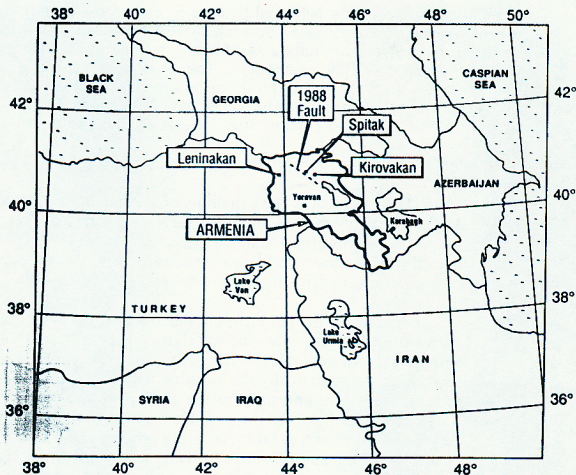 38° 40° 42° 44° 46° 48° 50°
BLACK
SEA
CASPIAN
SEA
1988
Fault
42°
GEORGIA
42°
Spitak
Leninakan
Kirovakan
AZERBAIJAN
Yerevan
40°
40°
Karabagh
ARMENIA
Lake
Van
38°
TURKEY
38°
Lake
Urmia
IRAN
36°
SYRIA
IRAQ
36°
38° 40° 42° 44° 46° 48°